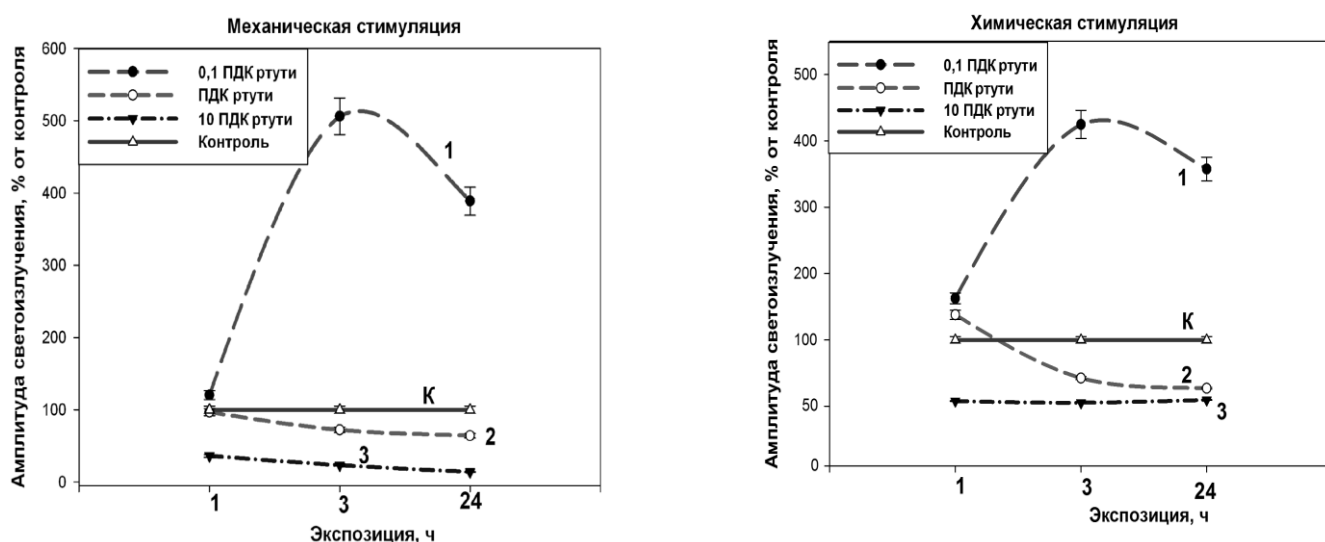 Механическая стимуляция
Амплитуда светоизлучения, % от контроля
600
500
400
300
200
100
0
0,1 ПДК ртути
ПДК ртути
10 ПДК ртути
Контроль
1
К
2
3
1
3
24
Экспозиция, ч
Химическая стимуляция
Амплитуда светоизлучения, % от контроля
500
400
300
200
100
50
0
0,1 ПДК ртути
ПДК ртути
10 ПДК ртути
Контроль
1
К
2
3
1
3
24
Экспозиция, ч